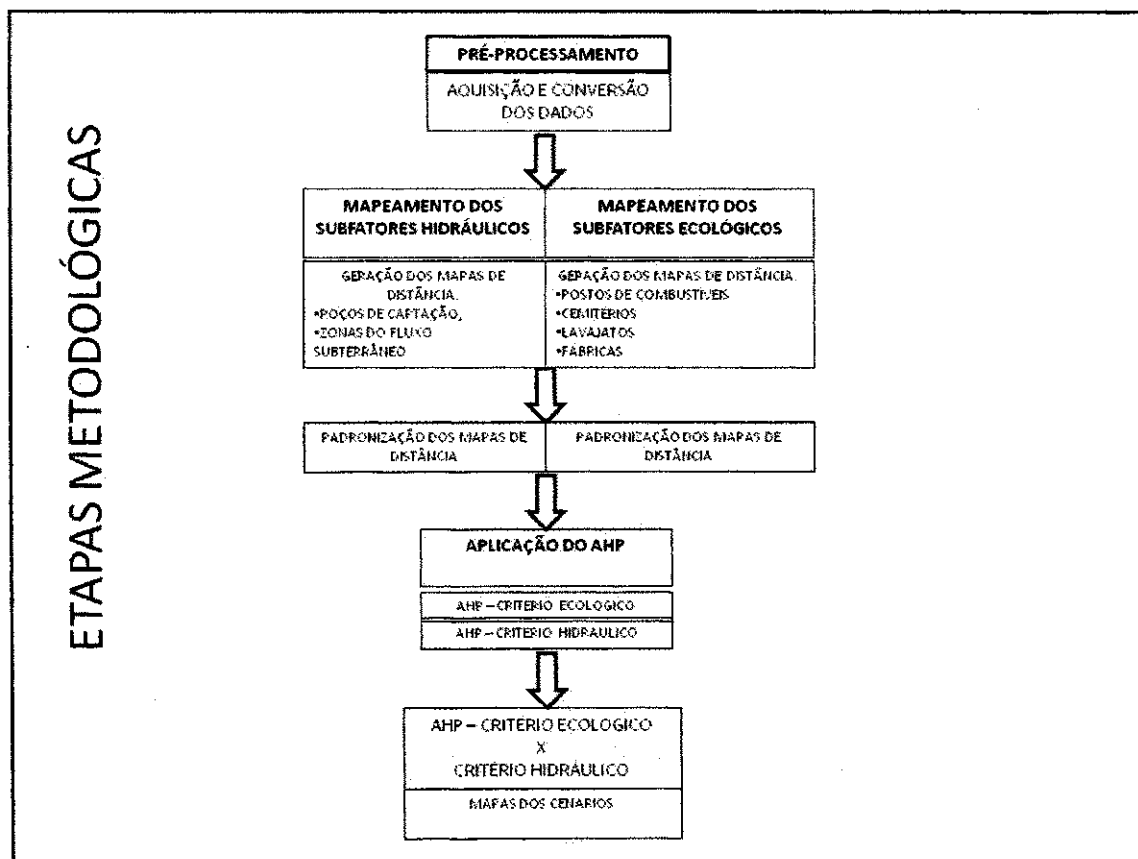 ETAPAS METODOLÓGICAS
PRÉ-PROCESSAMENTO
AQUISIÇÃO E CONVERSÃO
DOS DADOS
MAPEAMENTO DOS
SUBFATORES HIDRÁULICOS
MAPEAMENTO DOS
SUBFATORES ECOLÓGICOS
GERAÇÃO DOS MAPAS DE
DISTÂNCIA.
•POÇOS DE CAPTAÇÃO,
•ZONAS DO FLUXO
SUBTERRÂNEO
GERAÇÃO DOS MAPAS DE DISTÂNCIA.
•POSTOS DE COMBUSTÍVEIS
•CEMITÉRIOS
•LAVAJATOS
•FÁBRICAS
PADRONIZAÇÃO DOS MAPAS DE
DISTÂNCIA
PADRONIZAÇÃO DOS MAPAS DE
DISTÂNCIA
APLICAÇÃO DO AHP
AHP – CRITERIO ECOLOGICO
AHP – CRITERIO HIDRAULICO
AHP – CRITÉRIO ECOLOGICO
X
CRITÉRIO HIDRÁULICO
MAPAS DOS CENARIOS